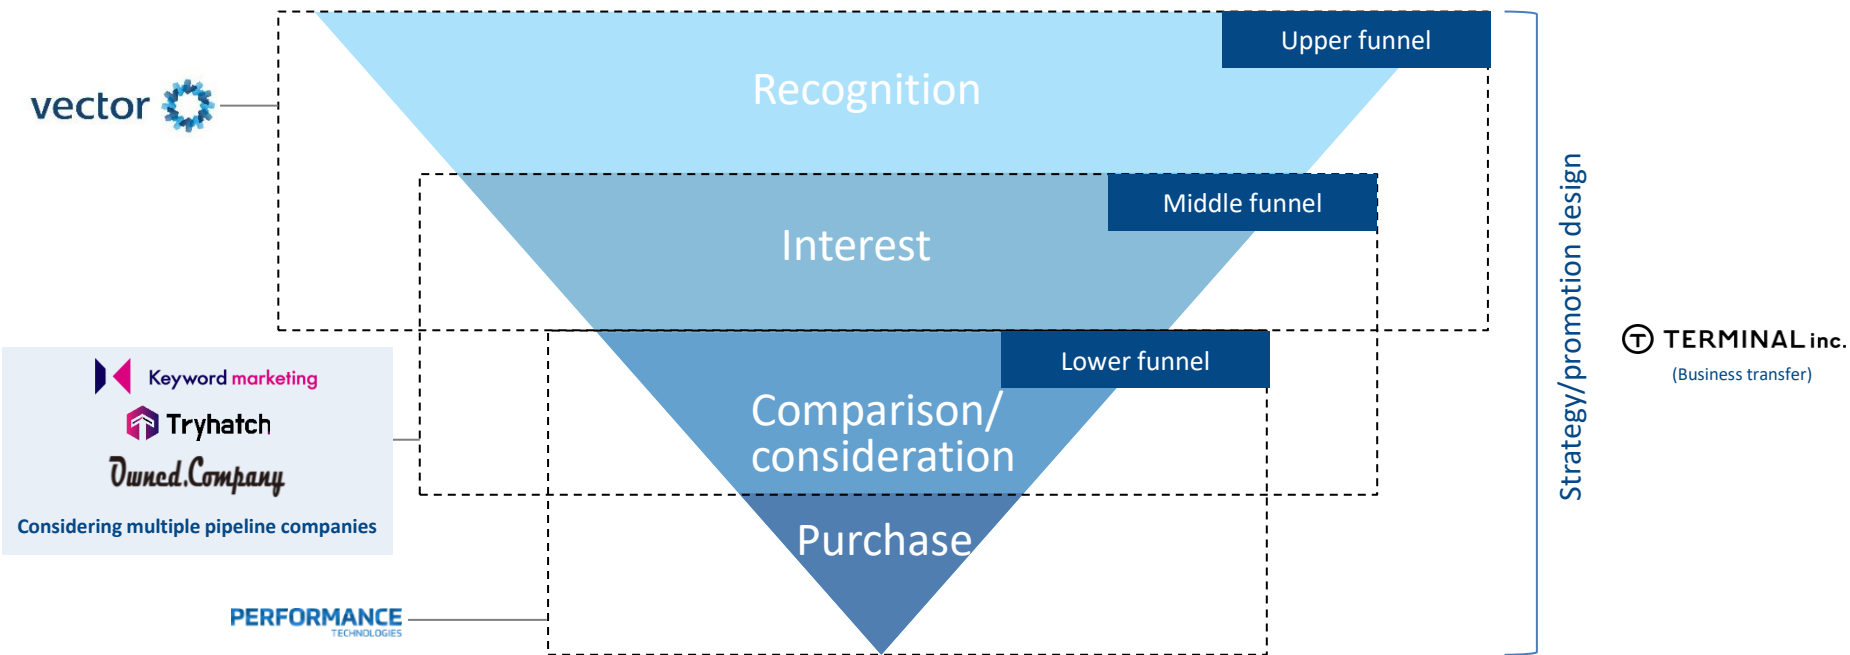 Upper funnel
Recognition
vector
Middle funnel
Interest
Lower funnel
Comparison/
consideration
Purchase
Keyword marketing
Tryhatch
Owned.Company
Considering multiple pipeline companies
PERFORMANCE
TECHNOLOGIES
Strategy/promotion design
TERMINAL inc.
(Business transfer)